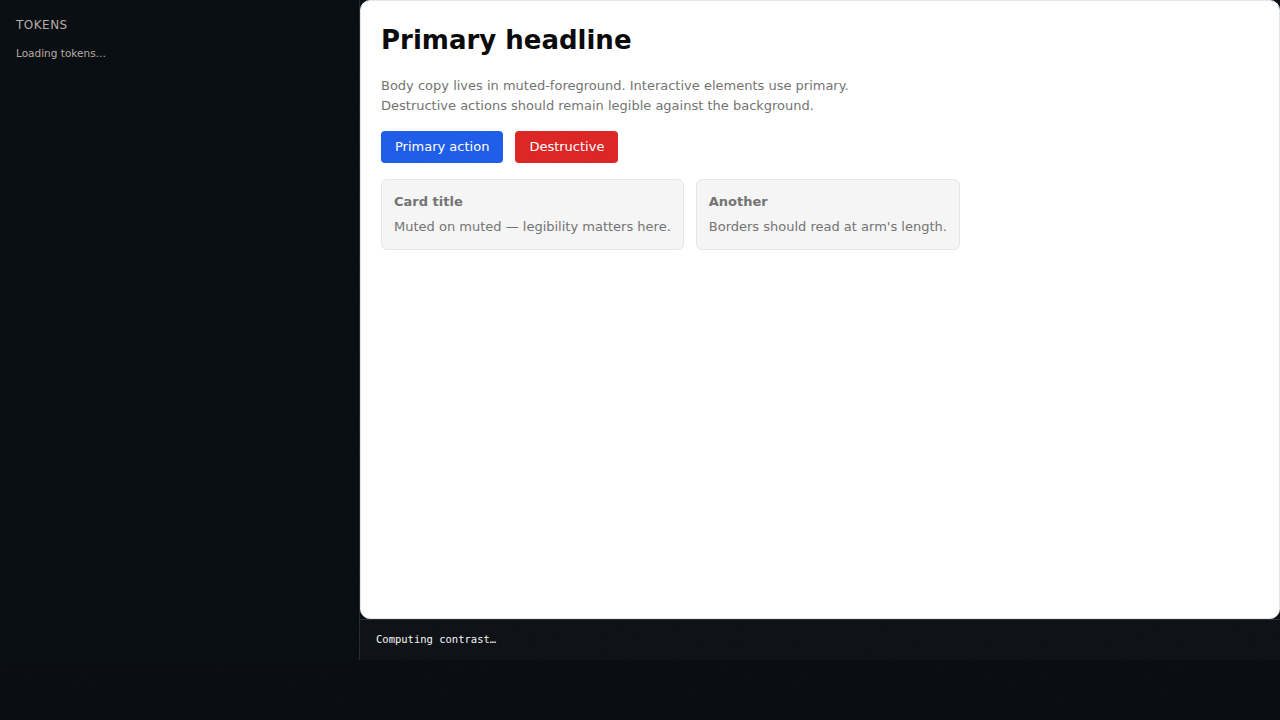 TOKENS
Loading tokens…
Primary headline
Body copy lives in muted-foreground. Interactive elements use primary.
Destructive actions should remain legible against the background.
Primary action
Destructive
Card title
Muted on muted — legibility matters here.
Another
Borders should read at arm's length.
Computing contrast…